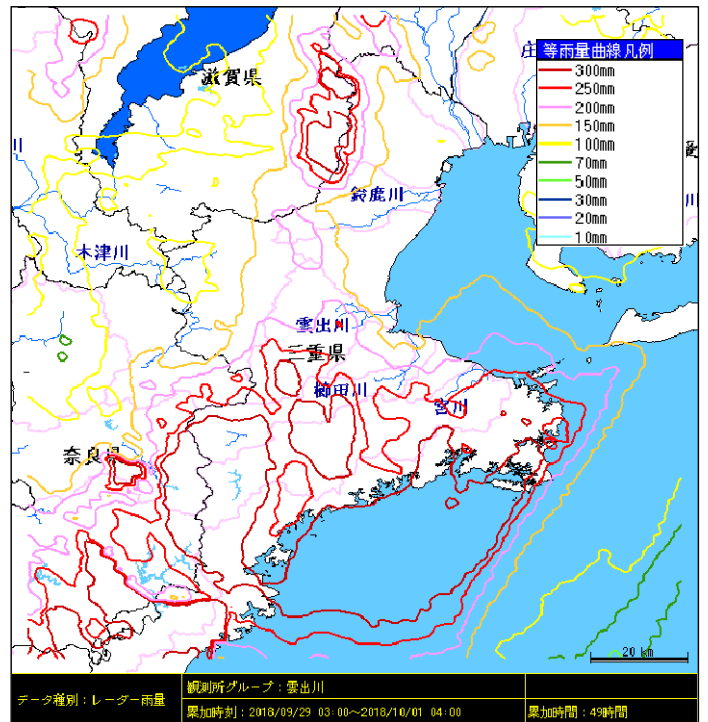 滋賀県
庄
等雨量曲線凡例
300mm
250mm
200mm
150mm
100mm
70mm
50mm
30mm
20mm
10mm
川
鈴鹿川
川
木津川
雲出川
三重県
櫛田川
宮川
奈良県
20 km
データ種別：レーダー雨量
観測所グループ：雲出川
累加時刻：2018/09/29 03:00～2018/10/01 04:00
累加時間：49時間